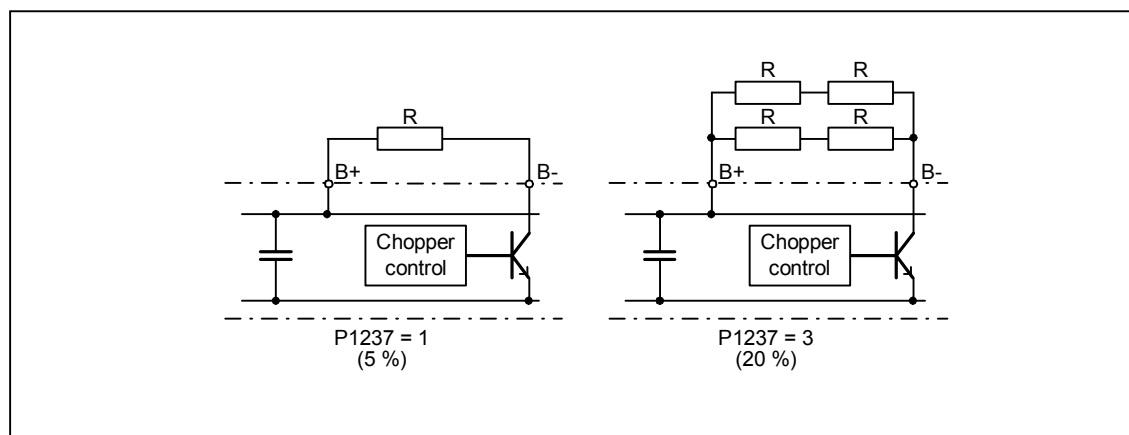 R
B+
B-
Chopper
control
P1237 = 1
(5 %)
R R
R R
B+
B-
Chopper
control
P1237 = 3
(20 %)